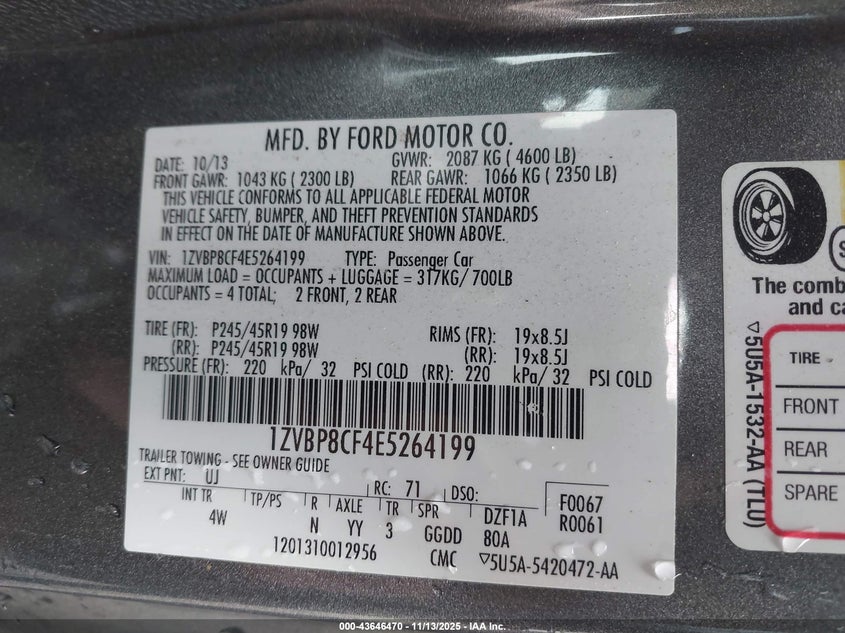 MFD. BY FORD MOTOR CO.
DATE: 10/13 GVWR: 2087 KG ( 4600 LB)
FRONT GAWR: 1043 KG ( 2300 LB) REAR GAWR: 1066 KG ( 2350 LB)
THIS VEHICLE CONFORMS TO ALL APPLICABLE FEDERAL MOTOR
VEHICLE SAFETY, BUMPER, AND THEFT PREVENTION STANDARDS
IN EFFECT ON THE DATE OF MANUFACTURE SHOWN ABOVE.
VIN: 1ZVBP8CF4E5264199 TYPE: Passenger Car
MAXIMUM LOAD = OCCUPANTS + LUGGAGE = 317KG/ 700LB
OCCUPANTS = 4 TOTAL; 2 FRONT, 2 REAR
TIRE (FR): P245/45R19 98W RIMS (FR): 19x8.5J
(RR): P245/45R19 98W (RR): 19x8.5J
PRESSURE (FR): 220 kPa/ 32 PSI COLD (RR): 220 kPa/ 32 PSI COLD
1ZVBP8CF4E5264199
TRAILER TOWING - SEE OWNER GUIDE
EXT PNT: UJ RC: 71 DSO: F0067
INT TR TP/PS R AXLE TR SPR DZF1A R0061
4W N YY 3 GGDD 80A
1201310012956 CMC ▽5U5A-5420472-AA
The comb
and ca
▽5U5A-1532-AA (TLU)
TIRE
FRONT
REAR
SPARE
000-43646470 — 11/13/2025 - IAA Inc.